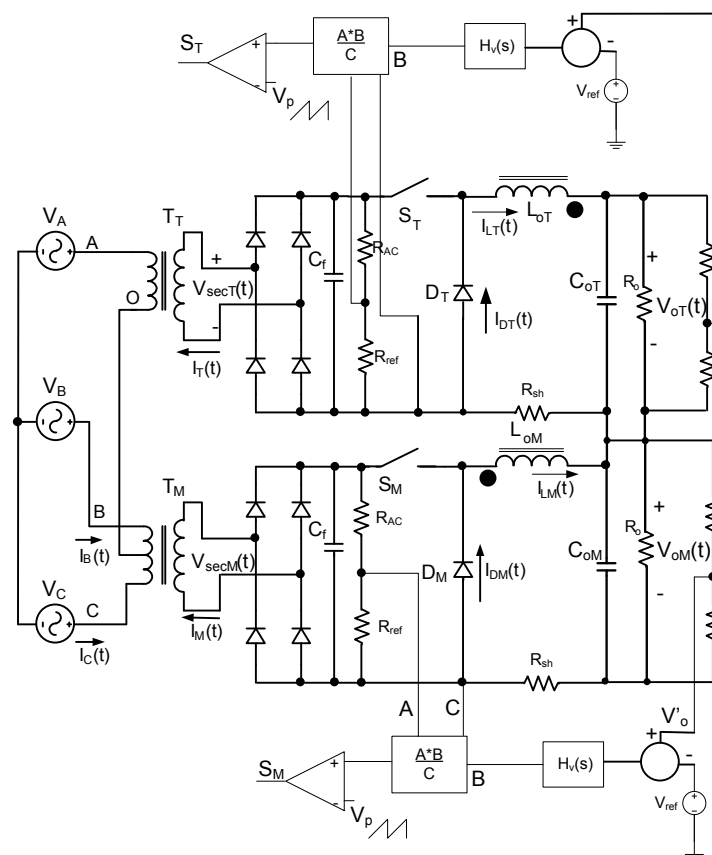 S_T
+
-
V_p
A*B
C
B
H_v(s)
+
-
V_ref
V_A
A
T_T
O
+
V_secT(t)
-
I_T(t)
C_f
R_AC
R_ref
S_T
D_T
I_DT(t)
I_LT(t)
L_oT
C_oT
R_o
+
V_oT(t)
-
R_sh
V_B
B
I_B(t)
V_C
C
I_C(t)
T_M
V_secM(t)
I_M(t)
C_f
R_AC
R_ref
S_M
D_M
I_DM(t)
L_oM
I_LM(t)
C_oM
R_o
+
V_oM(t)
-
R_sh
A
C
S_M
+
-
V_p
A*B
C
B
H_v(s)
V'_o
+
-
V_ref